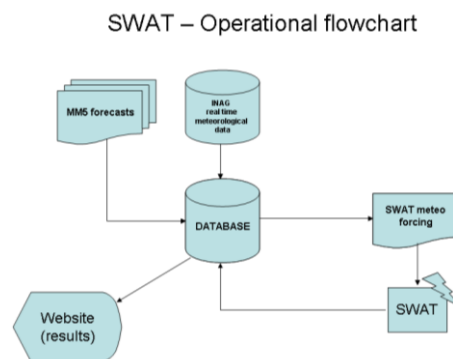 SWAT – Operational flowchart
MM5 forecasts
INAG
real time
meteorological
data
DATABASE
SWAT meteo
forcing
SWAT
Website
(results)